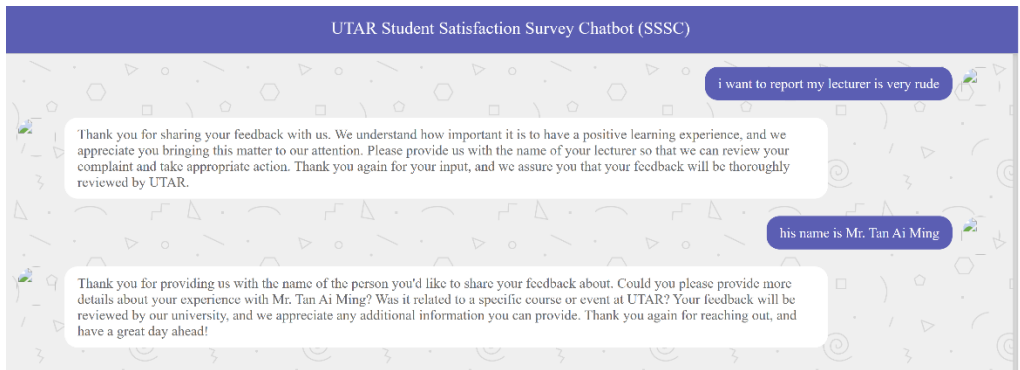 UTAR Student Satisfaction Survey Chatbot (SSSC)
i want to report my lecturer is very rude
Thank you for sharing your feedback with us. We understand how important it is to have a positive learning experience, and we
appreciate you bringing this matter to our attention. Please provide us with the name of your lecturer so that we can review your
complaint and take appropriate action. Thank you again for your input, and we assure you that your feedback will be thoroughly
reviewed by UTAR.
his name is Mr. Tan Ai Ming
Thank you for providing us with the name of the person you'd like to share your feedback about. Could you please provide more
details about your experience with Mr. Tan Ai Ming? Was it related to a specific course or event at UTAR? Your feedback will be
reviewed by our university, and we appreciate any additional information you can provide. Thank you again for reaching out, and
have a great day ahead!